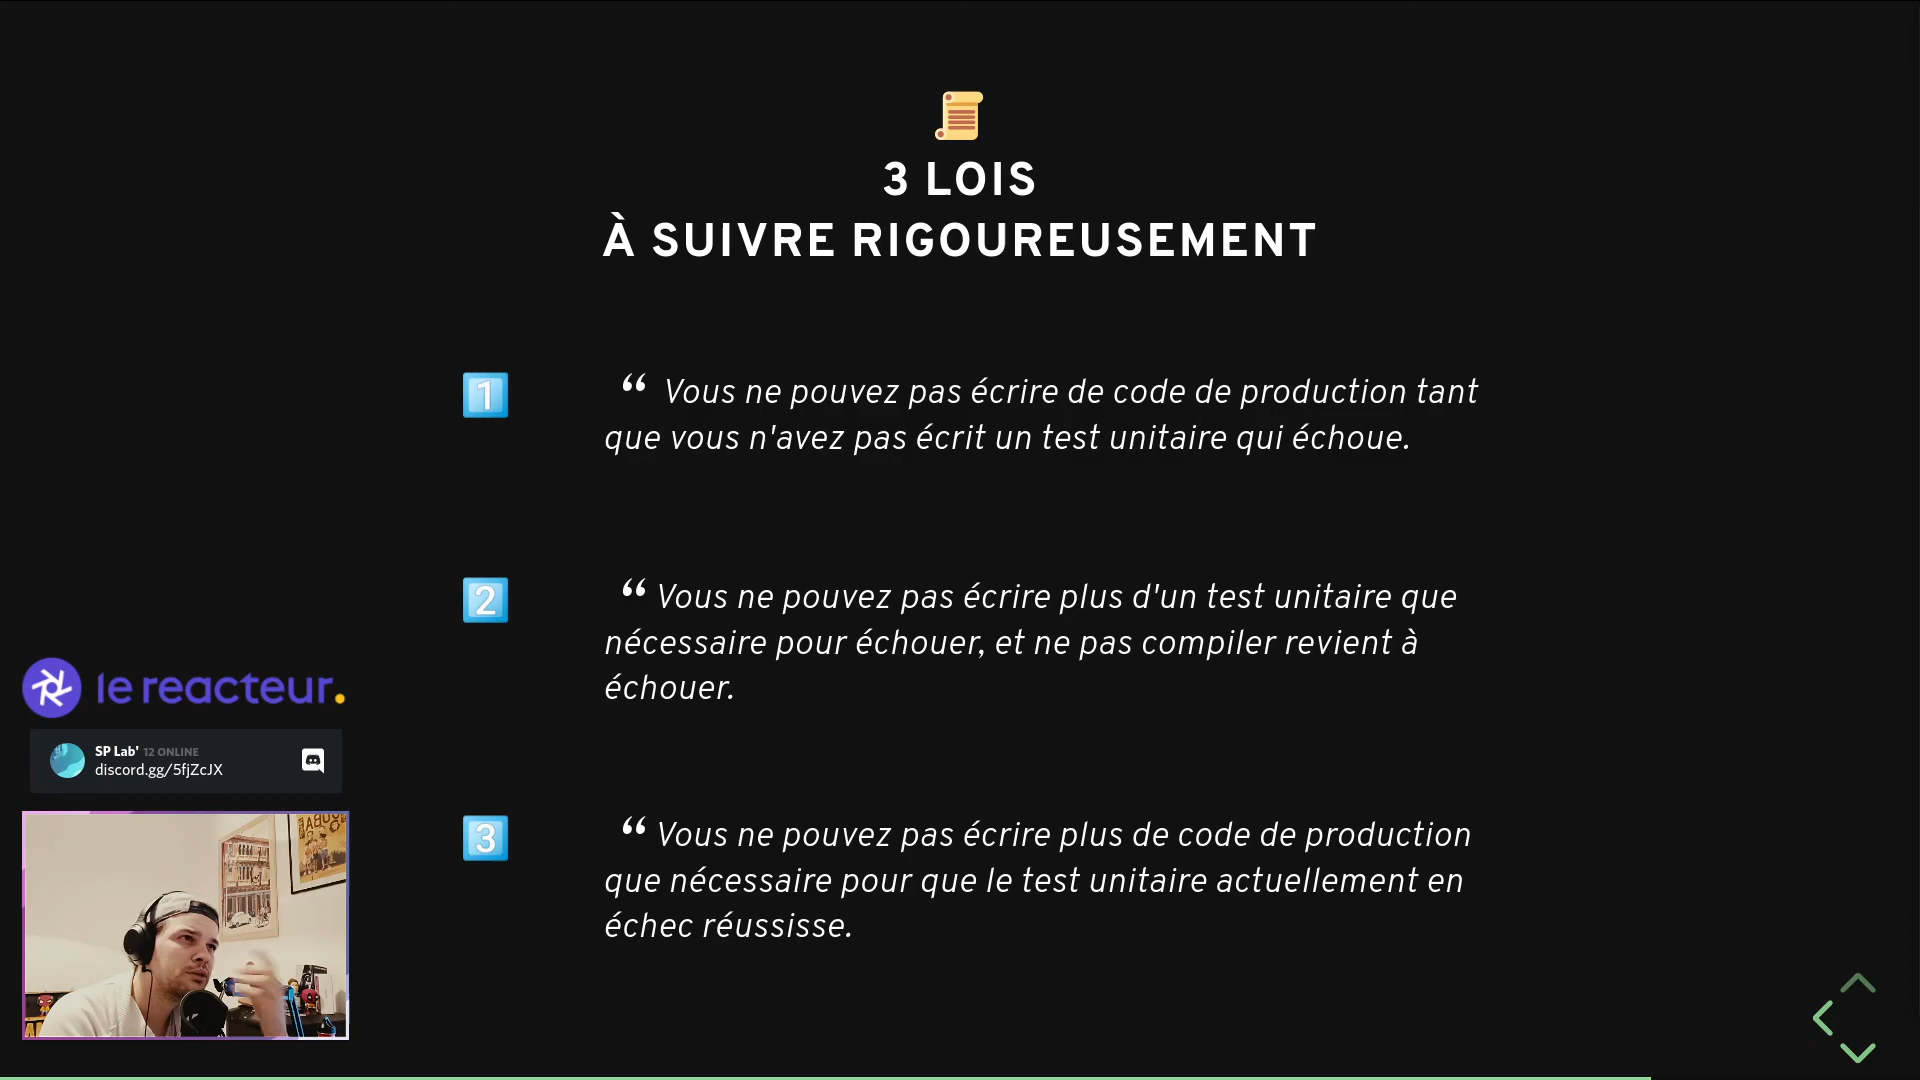 3 LOIS
À SUIVRE RIGOUREUSEMENT
1
“ Vous ne pouvez pas écrire de code de production tant
que vous n'avez pas écrit un test unitaire qui échoue.
2
“ Vous ne pouvez pas écrire plus d'un test unitaire que
nécessaire pour échouer, et ne pas compiler revient à
échouer.
3
“ Vous ne pouvez pas écrire plus de code de production
que nécessaire pour que le test unitaire actuellement en
échec réussisse.
le reacteur.
SP Lab' 12 ONLINE
discord.gg/5fjZcJX